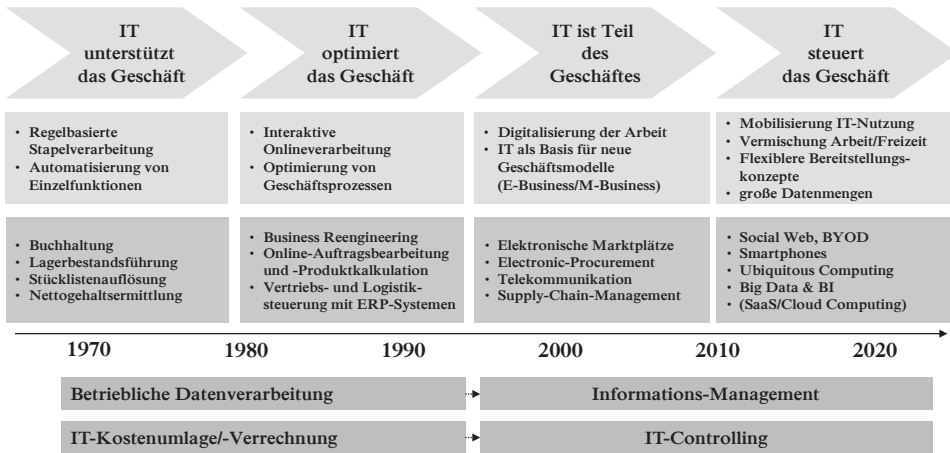 IT
unterstützt
das Geschäft
IT
optimiert
das Geschäft
IT ist Teil
des
Geschäftes
IT
steuert
das Geschäft
• Regelbasierte
Stapelverarbeitung
• Automatisierung von
Einzelfunktionen
• Interaktive
Onlineverarbeitung
• Optimierung von
Geschäftsprozessen
• Digitalisierung der Arbeit
• IT als Basis für neue
Geschäftsmodelle
(E-Business/M-Business)
• Mobilisierung IT-Nutzung
• Vermischung Arbeit/Freizeit
• Flexiblere Bereitstellungs-
konzepte
• große Datenmengen
• Buchhaltung
• Lagerbestandsführung
• Stücklistenauflösung
• Nettogehaltsermittlung
• Business Reengineering
• Online-Auftragsbearbeitung
und -Produktkalkulation
• Vertriebs- und Logistik-
steuerung mit ERP-Systemen
• Elektronische Marktplätze
• Electronic-Procurement
• Telekommunikation
• Supply-Chain-Management
• Social Web, BYOD
• Smartphones
• Ubiquitous Computing
• Big Data & BI
• (SaaS/Cloud Computing)
1970 1980 1990 2000 2010 2020
Betriebliche Datenverarbeitung
Informations-Management
IT-Kostenumlage/-Verrechnung
IT-Controlling